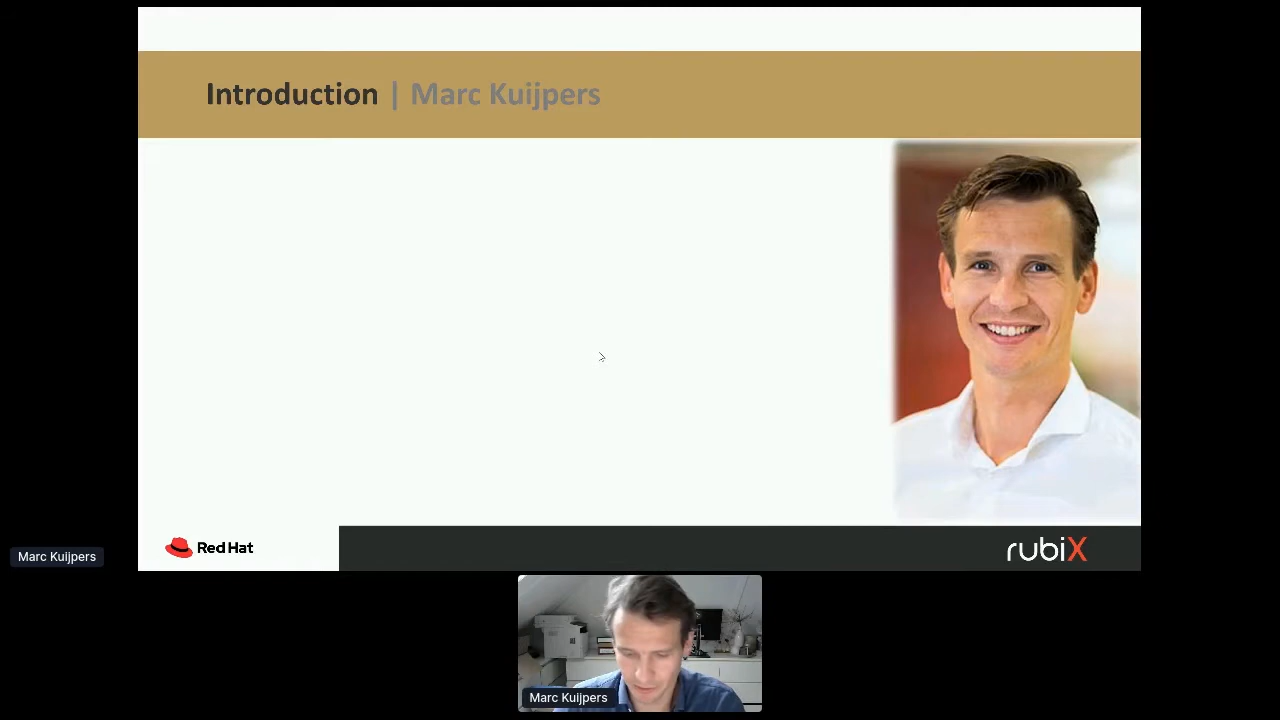 Introduction | Marc Kuijpers
Red Hat
rubiX
Marc Kuijpers
Marc Kuijpers